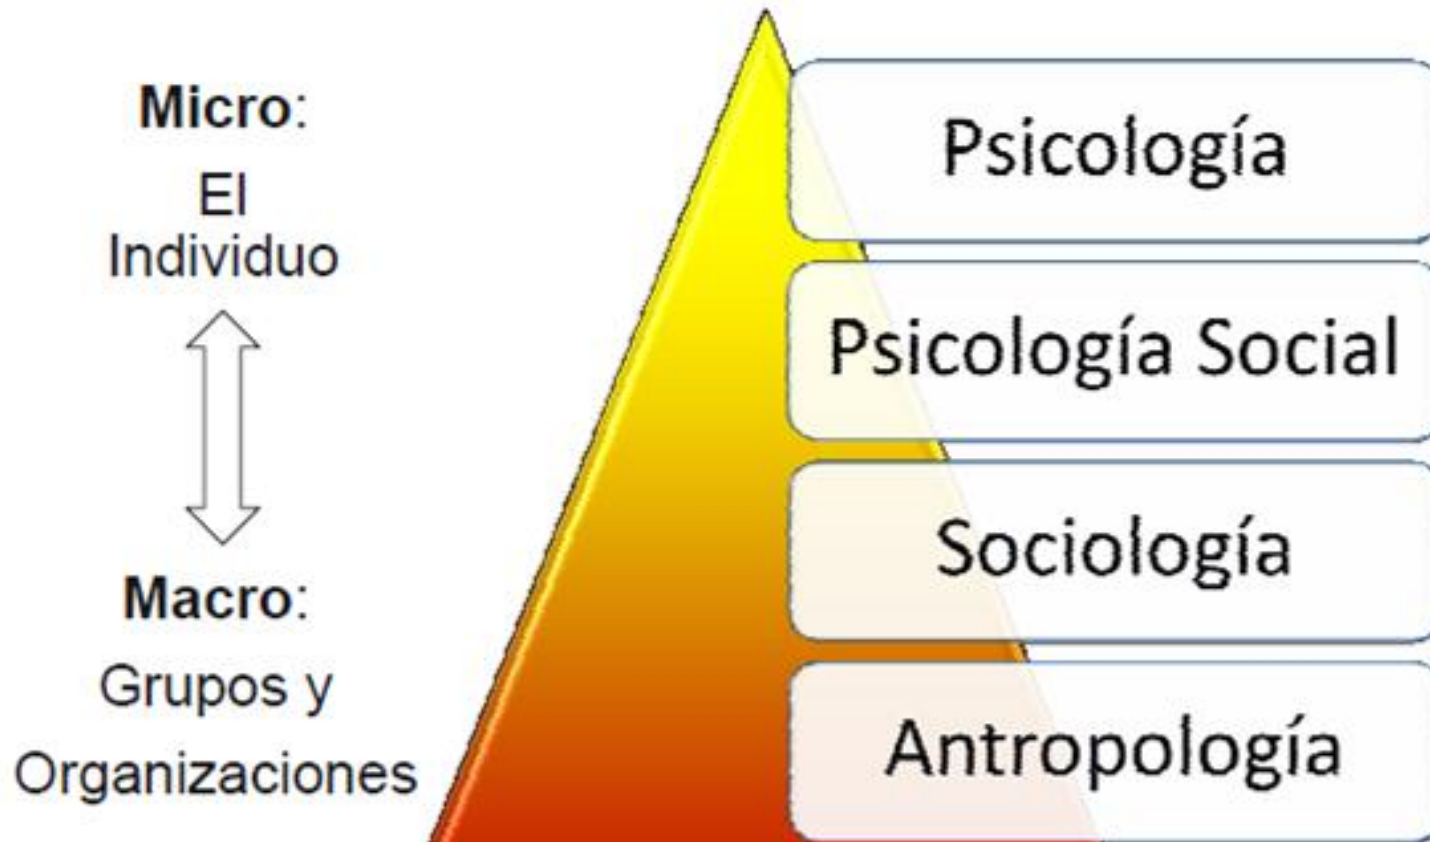 Micro:
El
Individuo
Macro:
Grupos y
Organizaciones
Psicología
Psicología Social
Sociología
Antropología